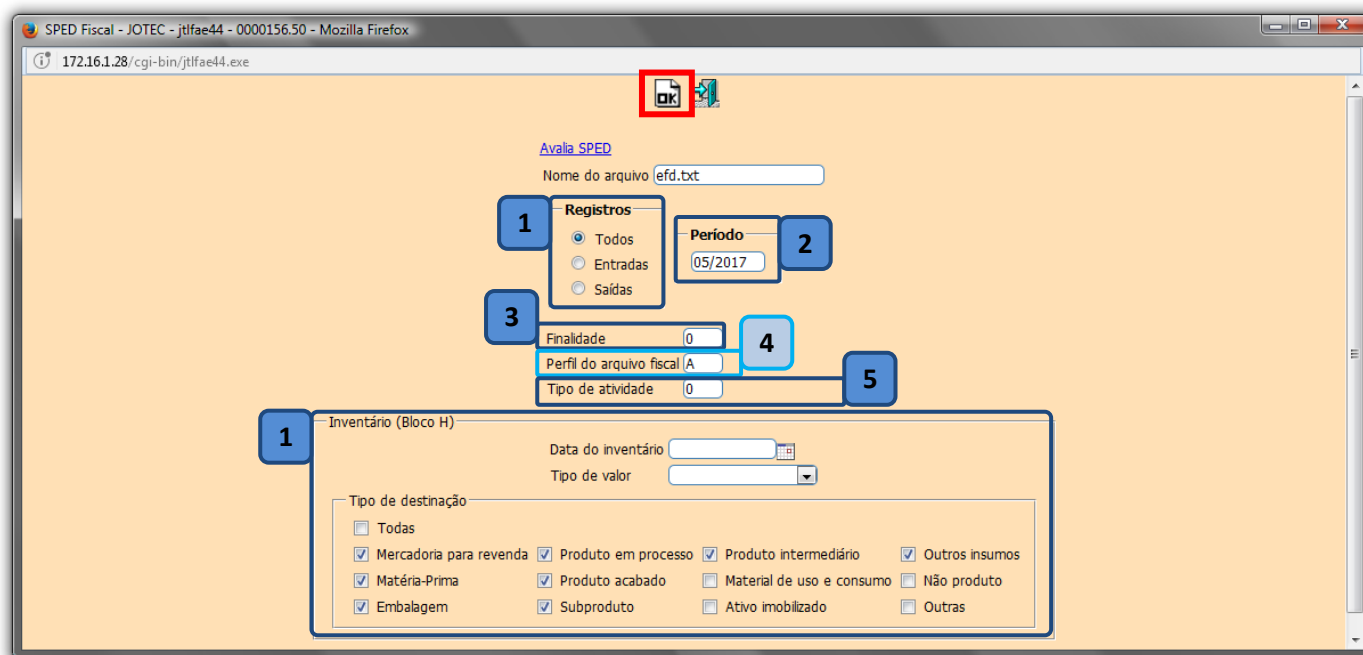 SPED Fiscal - JOTEC - jtlfae44 - 0000156.50 - Mozilla Firefox
172.16.1.28/cgi-bin/jtlfae44.exe
OK
Avalia SPED
Nome do arquivo efd.txt
1 Registros
Todos
Entradas
Saídas
Período 2
05/2017
3 Finalidade 0
Perfil do arquivo fiscal A 4
Tipo de atividade 0 5
1 Inventário (Bloco H)
Data do inventário
Tipo de valor
Tipo de destinação
Todas
Mercadoria para revenda Produto em processo Produto intermediário Outros insumos
Matéria-Prima Produto acabado Material de uso e consumo Não produto
Embalagem Subproduto Ativo imobilizado Outras